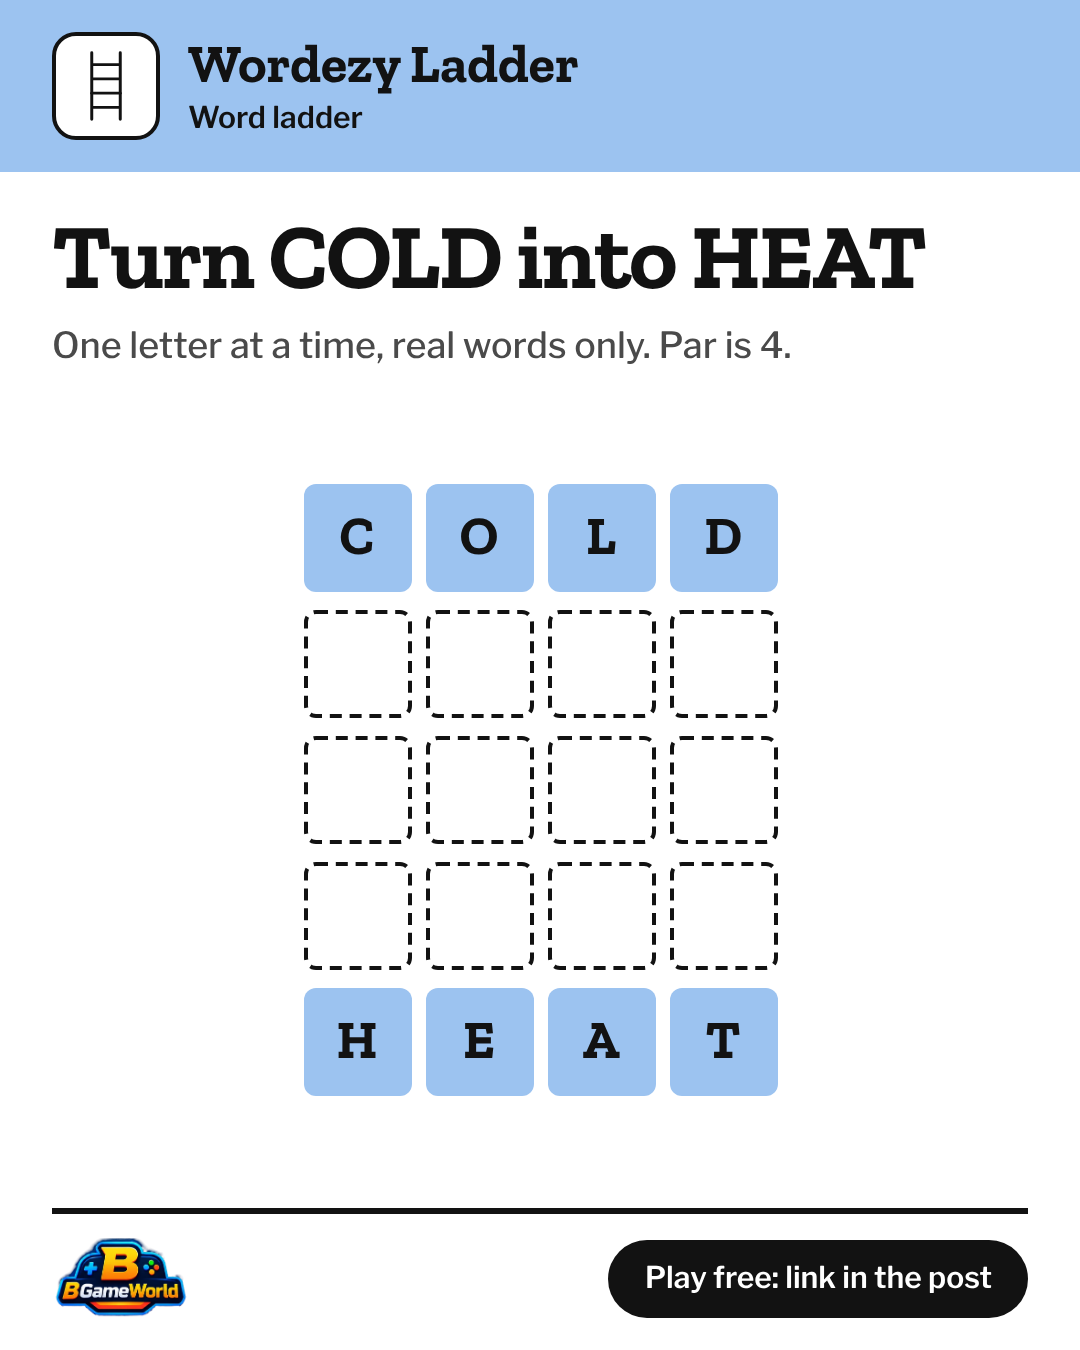 Wordezy Ladder
Word ladder
Turn COLD into HEAT
One letter at a time, real words only. Par is 4.
C O L D
H E A T
B
BGameWorld
Play free: link in the post